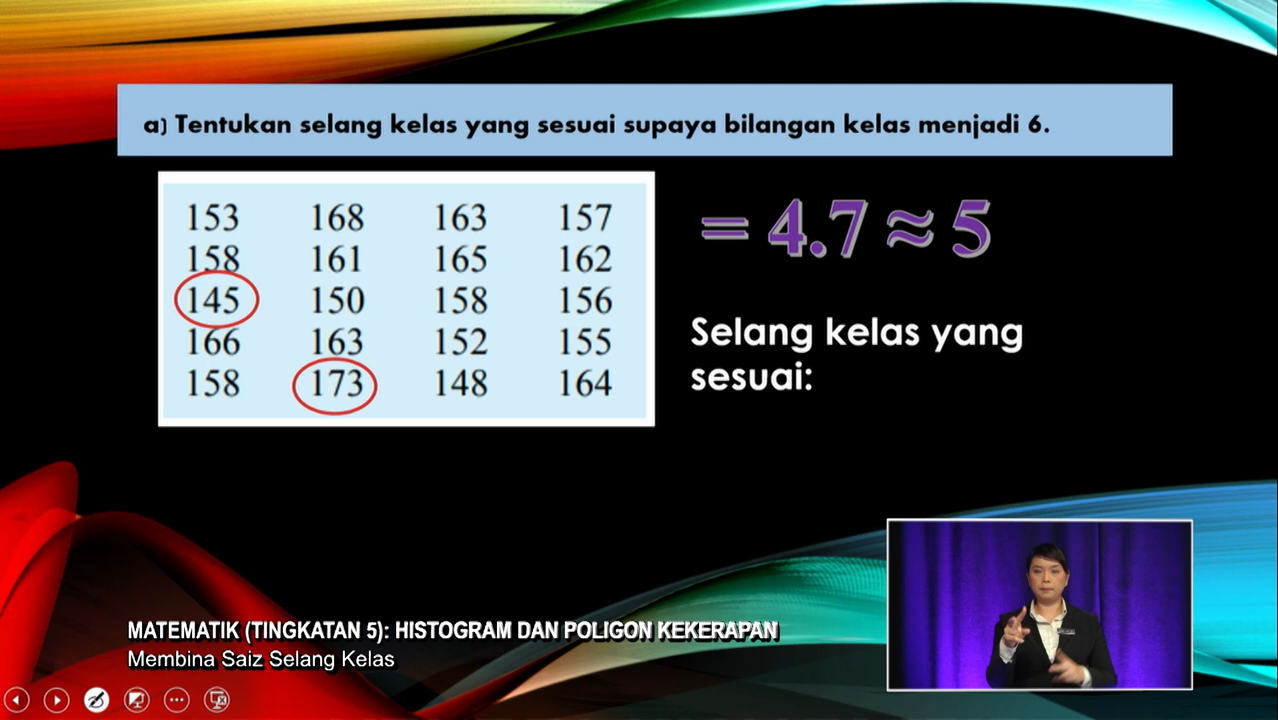 a) Tentukan selang kelas yang sesuai supaya bilangan kelas menjadi 6.
153 168 163 157
158 161 165 162
145 150 158 156
166 163 152 155
158 173 148 164
= 4.7 ≈ 5
Selang kelas yang
sesuai:
MATEMATIK (TINGKATAN 5): HISTOGRAM DAN POLIGON KEKERAPAN
Membina Saiz Selang Kelas